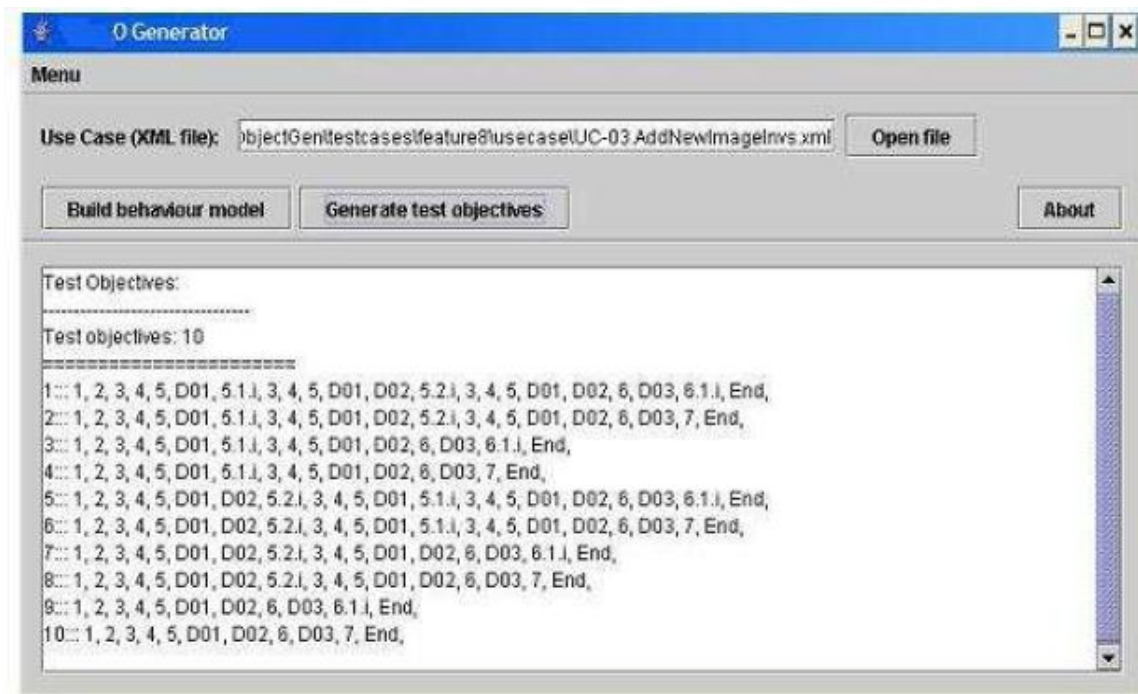 O Generator
Menu
Use Case (XML file): objectGen\testcases\feature8\usecase\UC-03.AddNewImageInvs.xml Open file
Build behaviour model Generate test objectives About
Test Objectives:
---------------------------------
Test objectives: 10
========================
1::: 1, 2, 3, 4, 5, D01, 5.1.i, 3, 4, 5, D01, D02, 5.2.i, 3, 4, 5, D01, D02, 6, D03, 6.1.i, End,
2::: 1, 2, 3, 4, 5, D01, 5.1.i, 3, 4, 5, D01, D02, 5.2.i, 3, 4, 5, D01, D02, 6, D03, 7, End,
3::: 1, 2, 3, 4, 5, D01, 5.1.i, 3, 4, 5, D01, D02, 6, D03, 6.1.i, End,
4::: 1, 2, 3, 4, 5, D01, 5.1.i, 3, 4, 5, D01, D02, 6, D03, 7, End,
5::: 1, 2, 3, 4, 5, D01, D02, 5.2.i, 3, 4, 5, D01, 5.1.i, 3, 4, 5, D01, D02, 6, D03, 6.1.i, End,
6::: 1, 2, 3, 4, 5, D01, D02, 5.2.i, 3, 4, 5, D01, 5.1.i, 3, 4, 5, D01, D02, 6, D03, 7, End,
7::: 1, 2, 3, 4, 5, D01, D02, 5.2.i, 3, 4, 5, D01, D02, 6, D03, 6.1.i, End,
8::: 1, 2, 3, 4, 5, D01, D02, 5.2.i, 3, 4, 5, D01, D02, 6, D03, 7, End,
9::: 1, 2, 3, 4, 5, D01, D02, 6, D03, 6.1.i, End,
10::: 1, 2, 3, 4, 5, D01, D02, 6, D03, 7, End,